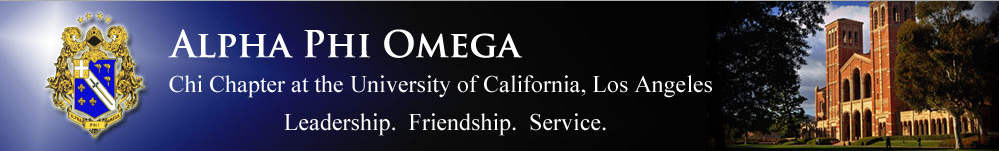 ALPHA PHI OMEGA
Chi Chapter at the University of California, Los Angeles
Leadership. Friendship. Service.